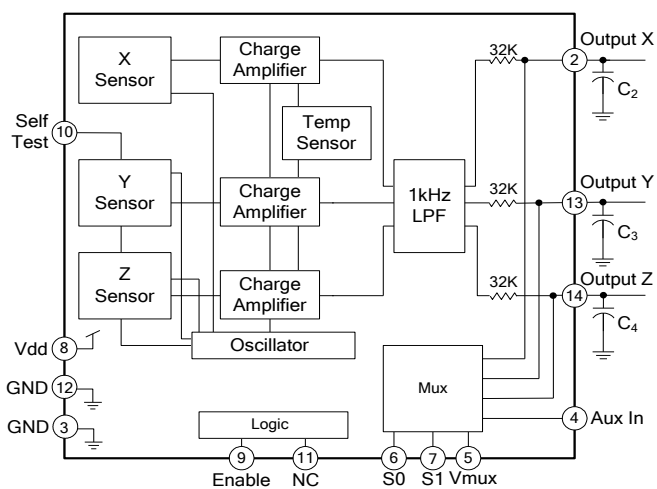 X
Sensor
Charge
Amplifier
32K
Output X
2
C2
Self
Test
10
Temp
Sensor
Y
Sensor
Charge
Amplifier
1kHz
LPF
32K
Output Y
13
C3
Z
Sensor
Charge
Amplifier
32K
Output Z
14
C4
Oscillator
Vdd
8
GND
12
GND
3
Mux
Logic
4
Aux In
9
11
6
7
5
Enable
NC
S0
S1
Vmux